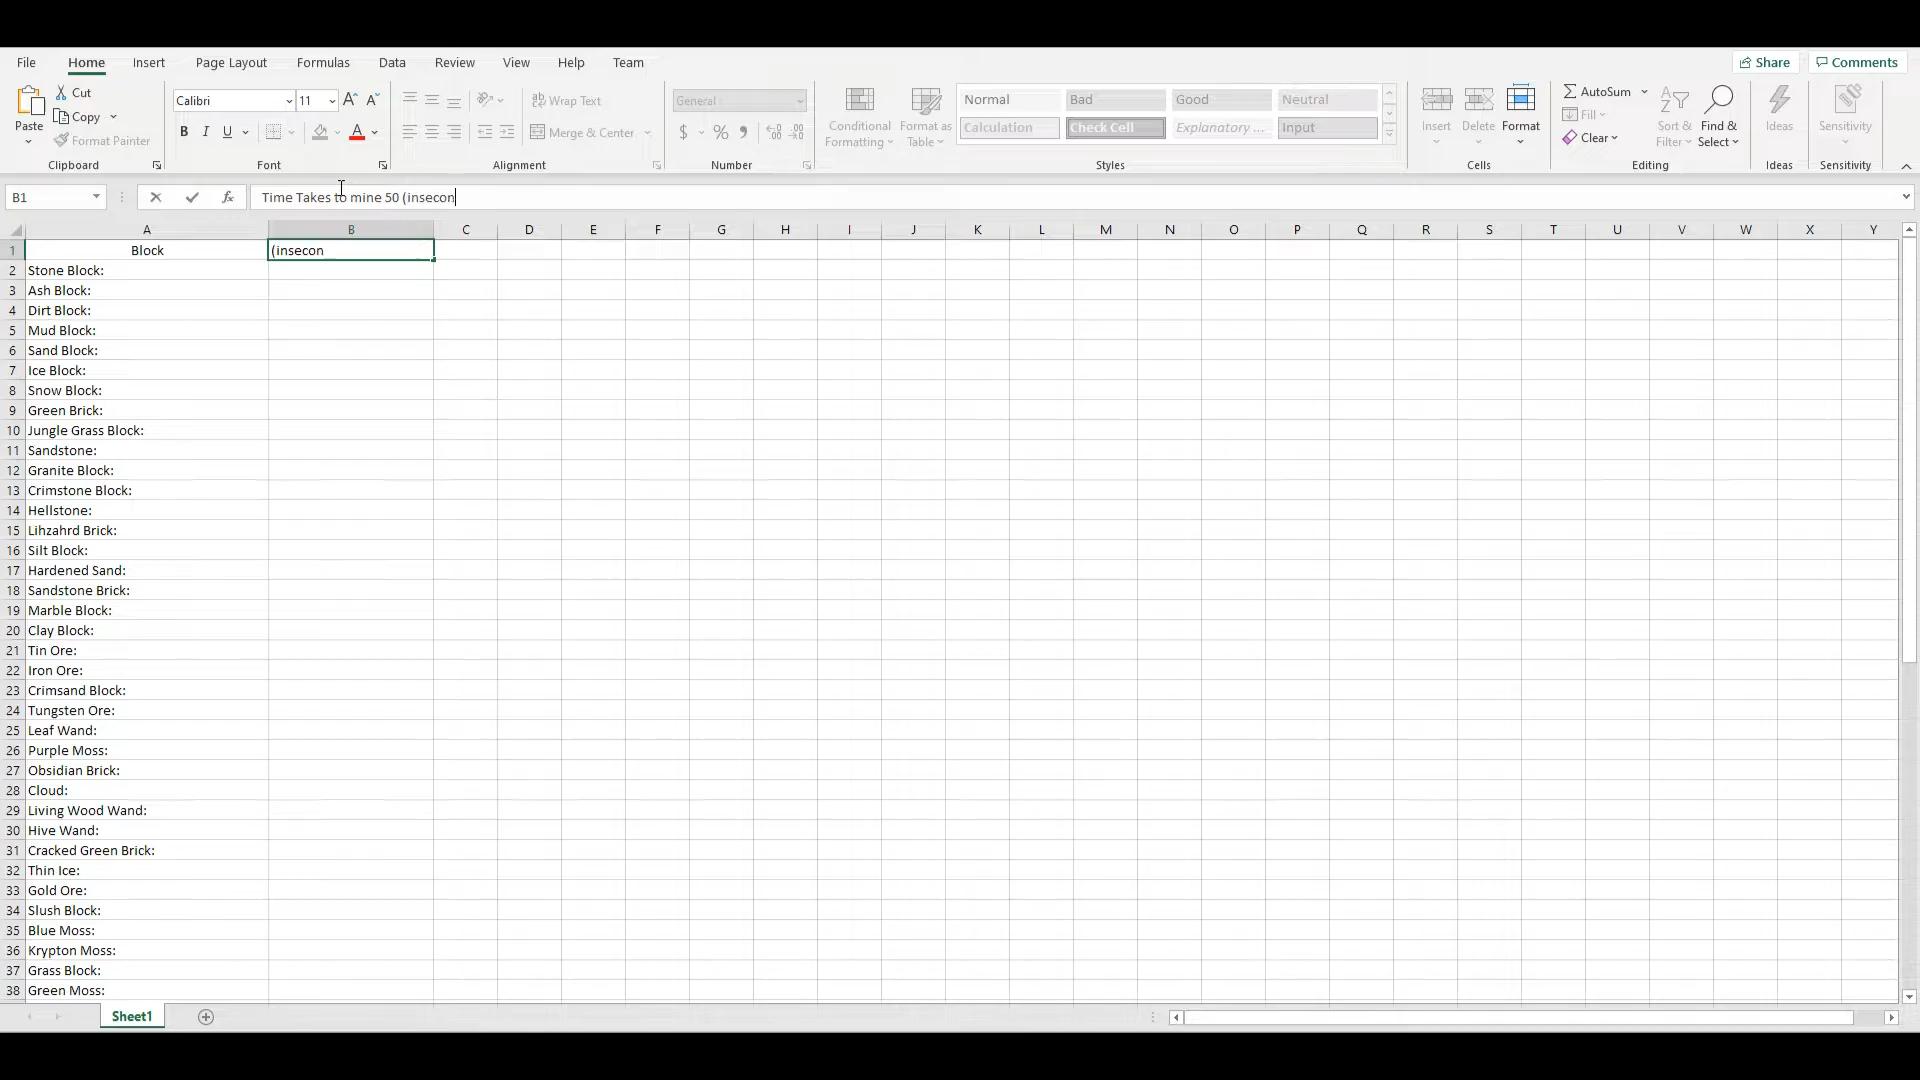 File Home Insert Page Layout Formulas Data Review View Help Team Share Comments
Paste Cut Copy Format Painter Clipboard
Calibri 11 A A B I U A Font
Wrap Text Merge & Center Alignment
General $ % Number
Conditional Formatting Format as Table
Normal Bad Good Neutral
Calculation Check Cell Explanatory ... Input
Styles
Insert Delete Format Cells
AutoSum Fill Clear Sort & Filter Find & Select Editing
Ideas Ideas
Sensitivity Sensitivity
B1 fx Time Takes to mine 50 (insecon
A B C D E F G H I J K L M N O P Q R S T U V W X Y
1 Block (insecon
2 Stone Block:
3 Ash Block:
4 Dirt Block:
5 Mud Block:
6 Sand Block:
7 Ice Block:
8 Snow Block:
9 Green Brick:
10 Jungle Grass Block:
11 Sandstone:
12 Granite Block:
13 Crimstone Block:
14 Hellstone:
15 Lihzahrd Brick:
16 Silt Block:
17 Hardened Sand:
18 Sandstone Brick:
19 Marble Block:
20 Clay Block:
21 Tin Ore:
22 Iron Ore:
23 Crimsand Block:
24 Tungsten Ore:
25 Leaf Wand:
26 Purple Moss:
27 Obsidian Brick:
28 Cloud:
29 Living Wood Wand:
30 Hive Wand:
31 Cracked Green Brick:
32 Thin Ice:
33 Gold Ore:
34 Slush Block:
35 Blue Moss:
36 Krypton Moss:
37 Grass Block:
38 Green Moss:
Sheet1